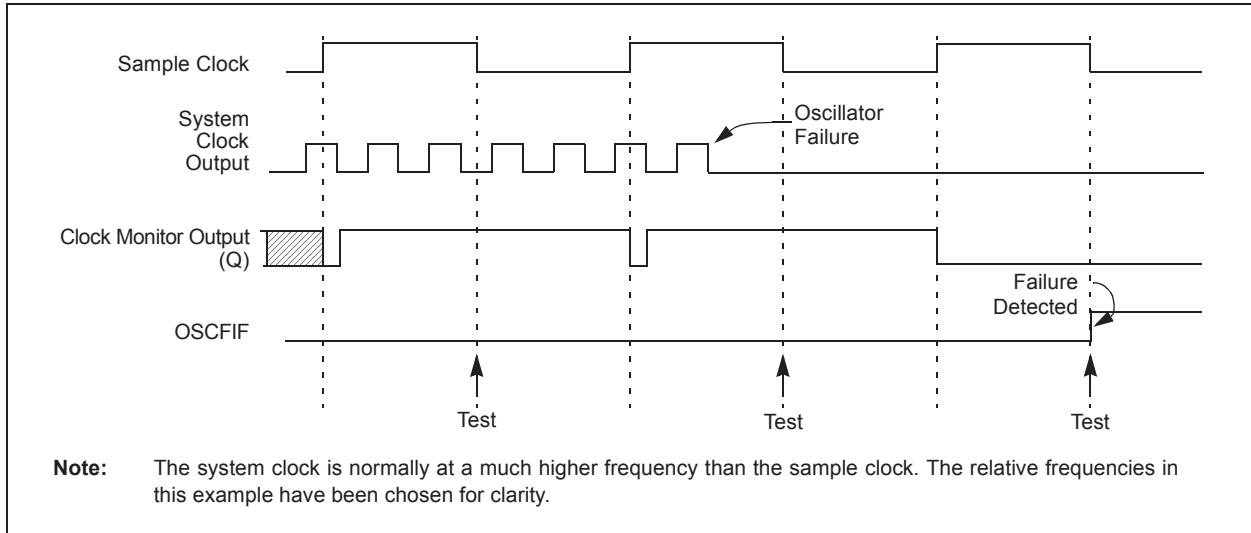 Sample Clock
System
Clock
Output
Oscillator
Failure
Clock Monitor Output
(Q)
Failure
Detected
OSCFIF
Test
Test
Test
Note: The system clock is normally at a much higher frequency than the sample clock. The relative frequencies in
this example have been chosen for clarity.